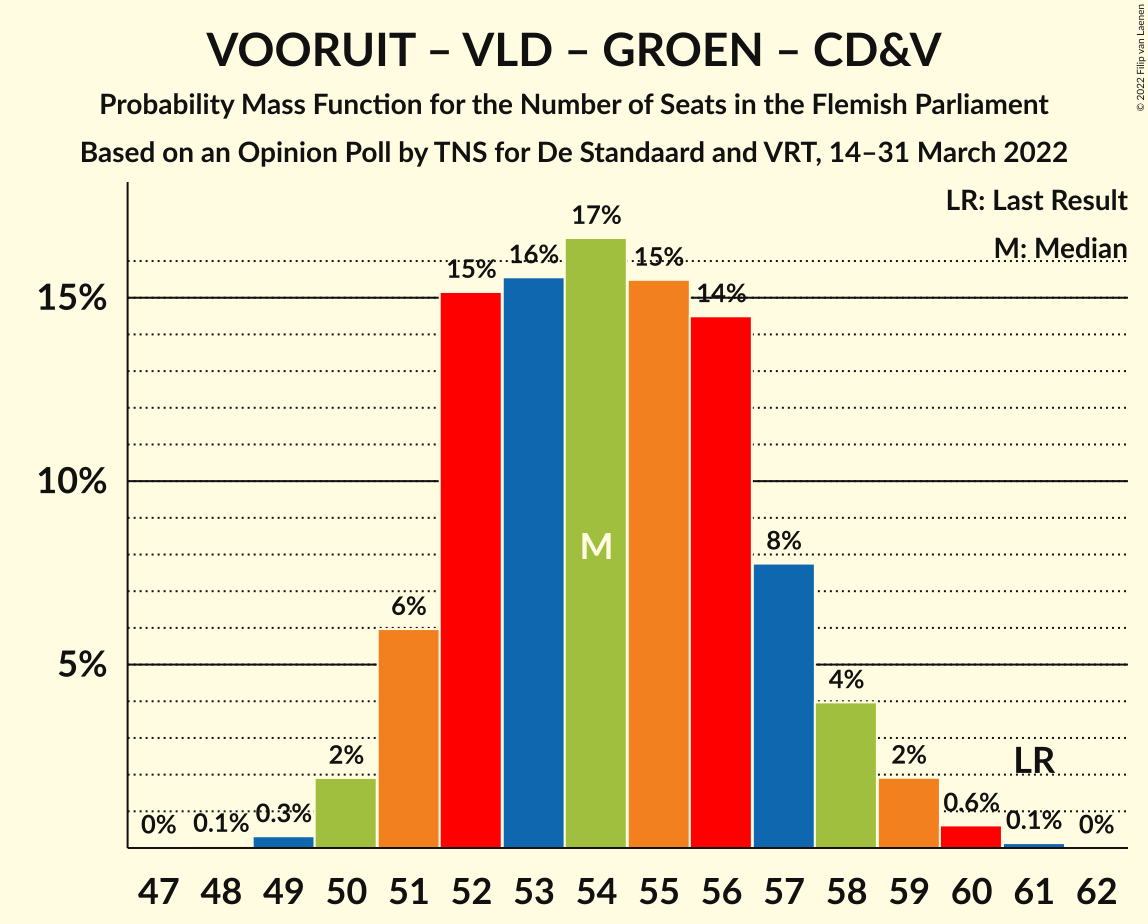 VOORUIT – VLD – GROEN – CD&V
Probability Mass Function for the Number of Seats in the Flemish Parliament
Based on an Opinion Poll by TNS for De Standaard and VRT, 14–31 March 2022
© 2022 Filip van Laenen
LR: Last Result
M: Median
15%
10%
5%
0%
0.1%
0.3%
2%
6%
15%
16%
17%
15%
14%
8%
4%
2%
0.6%
0.1%
0%
M
LR
47 48 49 50 51 52 53 54 55 56 57 58 59 60 61 62